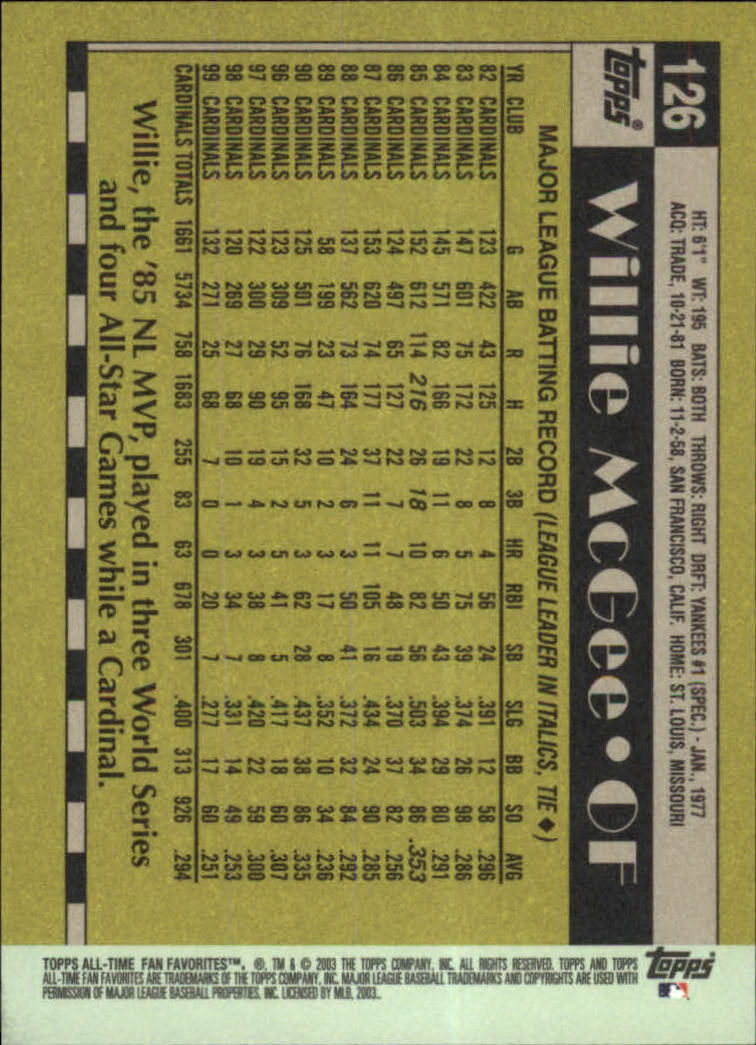 126
HT: 6'1" WT: 195 BATS: BOTH THROWS: RIGHT DRFT: YANKEES #1 (SPEC.) - JAN., 1977
ACQ: TRADE, 10-21-81 BORN: 11-2-58, SAN FRANCISCO, CALIF. HOME: ST. LOUIS, MISSOURI
Topps®
Willie McGee • OF
MAJOR LEAGUE BATTING RECORD (LEAGUE LEADER IN ITALICS, TIE ◆)
YR CLUB G AB R H 2B 3B HR RBI SB SLG BB SO AVG
82 CARDINALS 123 422 43 125 12 8 4 56 24 .391 12 58 .296
83 CARDINALS 147 601 75 172 22 8 5 75 39 .374 26 98 .286
84 CARDINALS 145 571 82 166 19 11 6 50 43 .394 29 80 .291
85 CARDINALS 152 612 114 216 26 18 10 82 56 .503 34 86 .353
86 CARDINALS 124 497 65 127 22 7 7 48 19 .370 37 82 .256
87 CARDINALS 153 620 74 177 37 11 11 105 16 .434 24 90 .285
88 CARDINALS 137 562 73 164 24 6 3 50 41 .372 32 84 .292
89 CARDINALS 58 199 23 47 10 2 3 17 8 .352 10 34 .236
90 CARDINALS 125 501 76 168 32 5 3 62 28 .437 38 86 .335
96 CARDINALS 123 309 52 95 15 2 5 41 5 .417 18 60 .307
97 CARDINALS 122 300 29 90 19 4 3 38 8 .420 22 59 .300
98 CARDINALS 120 269 27 68 10 1 3 34 7 .331 14 49 .253
99 CARDINALS 132 271 25 68 7 0 0 20 7 .277 17 60 .251
CARDINALS TOTALS 1661 5734 758 1683 255 83 63 678 301 .400 313 926 .294
Willie, the '85 NL MVP, played in three World Series
and four All-Star Games while a Cardinal.
TOPPS ALL-TIME FAN FAVORITES™. ®, TM & © 2003 THE TOPPS COMPANY, INC. ALL RIGHTS RESERVED. TOPPS AND TOPPS
ALL-TIME FAN FAVORITES ARE TRADEMARKS OF THE TOPPS COMPANY, INC. MAJOR LEAGUE BASEBALL TRADEMARKS AND COPYRIGHTS ARE USED WITH
PERMISSION OF MAJOR LEAGUE BASEBALL PROPERTIES, INC. LICENSED BY MLB, 2003.
Topps